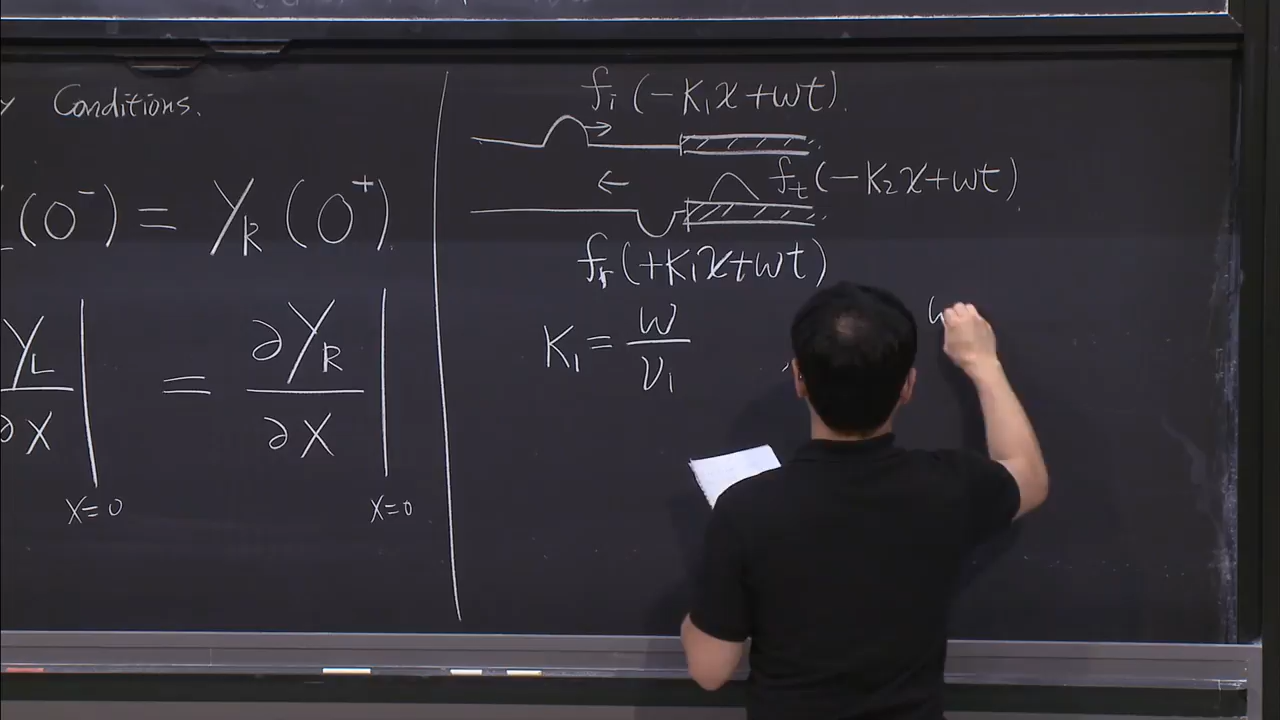 Conditions.
(0⁻) = y_R (0⁺)
∂y_L/∂x |_{x=0} = ∂y_R/∂x |_{x=0}
f_i (-k₁x+ωt).
f_t (-k₂x+ωt)
f_r (+k₁x+ωt)
k₁ = ω/v₁ ,